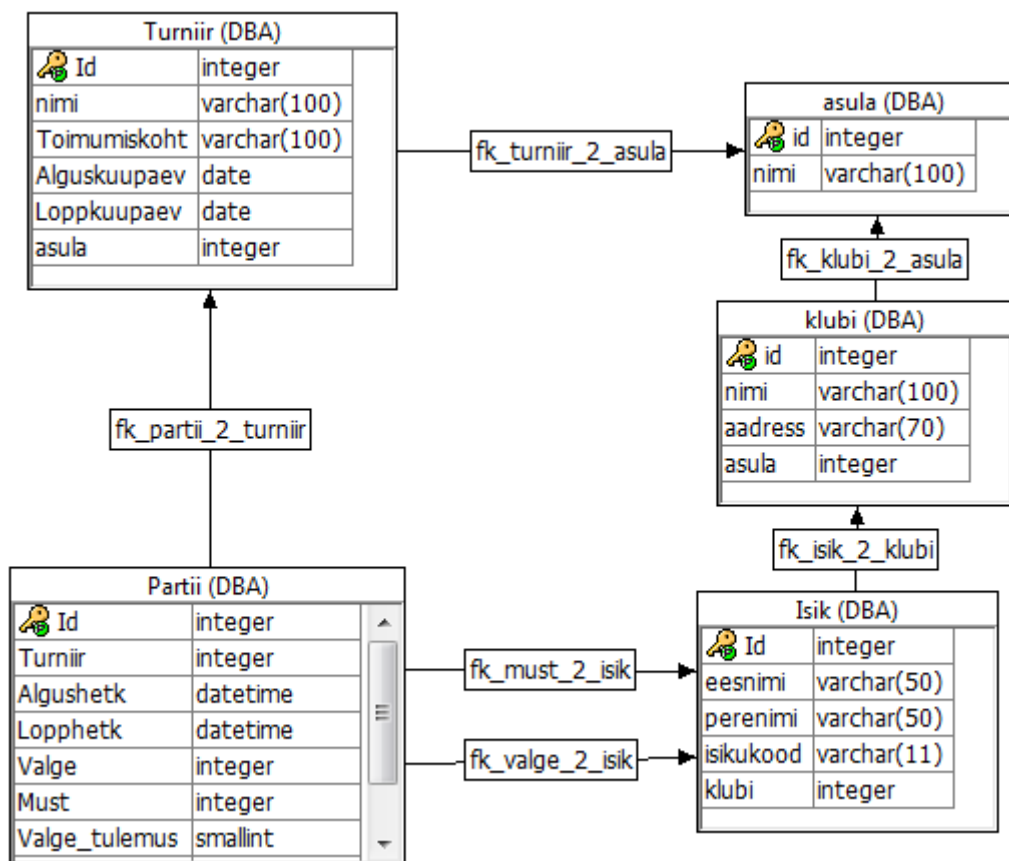 Turniir (DBA)
Id integer
nimi varchar(100)
Toimumiskoht varchar(100)
Alguskuupaev date
Loppkuupaev date
asula integer
fk_turniir_2_asula
asula (DBA)
id integer
nimi varchar(100)
fk_klubi_2_asula
klubi (DBA)
id integer
nimi varchar(100)
aadress varchar(70)
asula integer
fk_partii_2_turniir
fk_isik_2_klubi
Partii (DBA)
Id integer
Turniir integer
Algushetk datetime
Lopphetk datetime
Valge integer
Must integer
Valge_tulemus smallint
fk_must_2_isik
fk_valge_2_isik
Isik (DBA)
Id integer
eesnimi varchar(50)
perenimi varchar(50)
isikukood varchar(11)
klubi integer